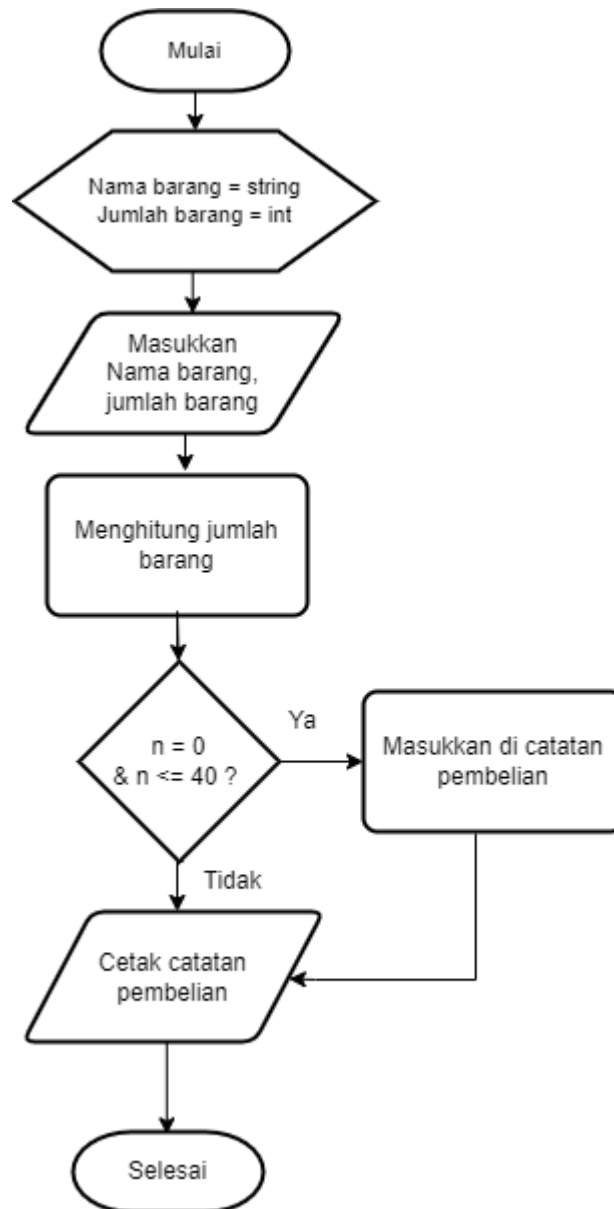 Mulai
Nama barang = string
Jumlah barang = int
Masukkan
Nama barang,
jumlah barang
Menghitung jumlah
barang
n = 0
& n <= 40 ?
Ya
Masukkan di catatan
pembelian
Tidak
Cetak catatan
pembelian
Selesai